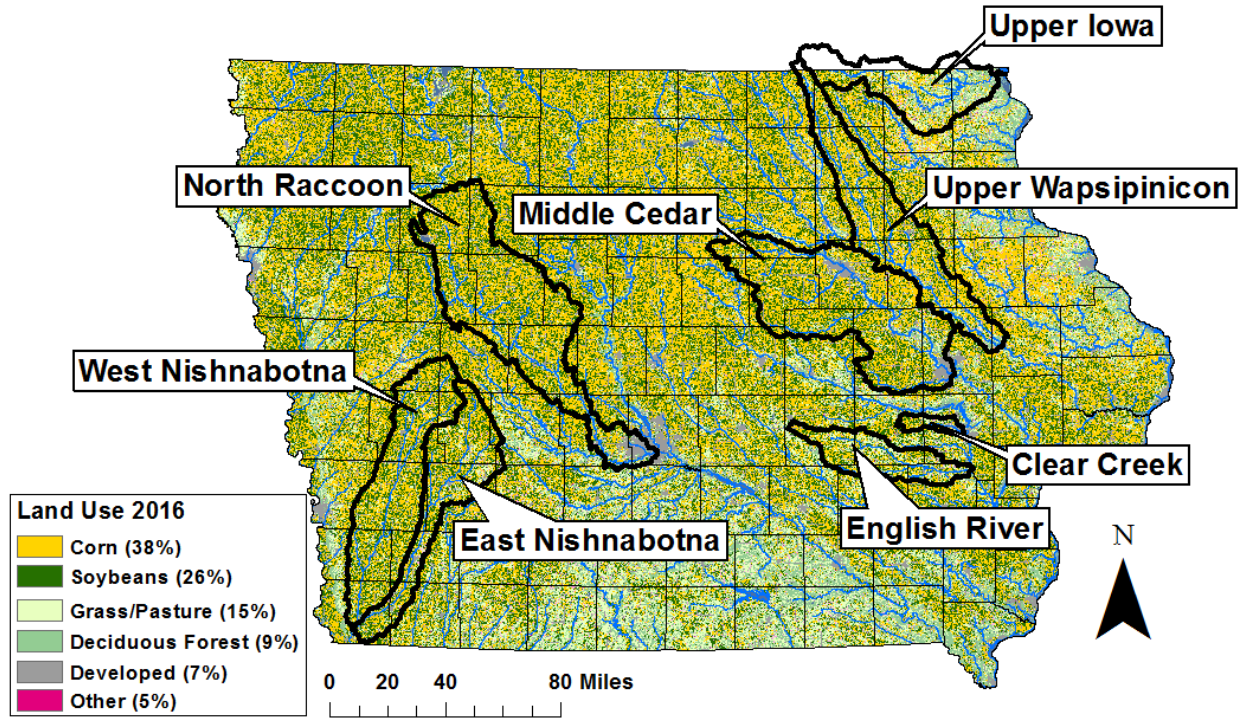 Upper Iowa
North Raccoon
Middle Cedar
Upper Wapsipinicon
West Nishnabotna
Clear Creek
East Nishnabotna
English River
Land Use 2016
Corn (38%)
Soybeans (26%)
Grass/Pasture (15%)
Deciduous Forest (9%)
Developed (7%)
Other (5%)
0 20 40 80 Miles
N